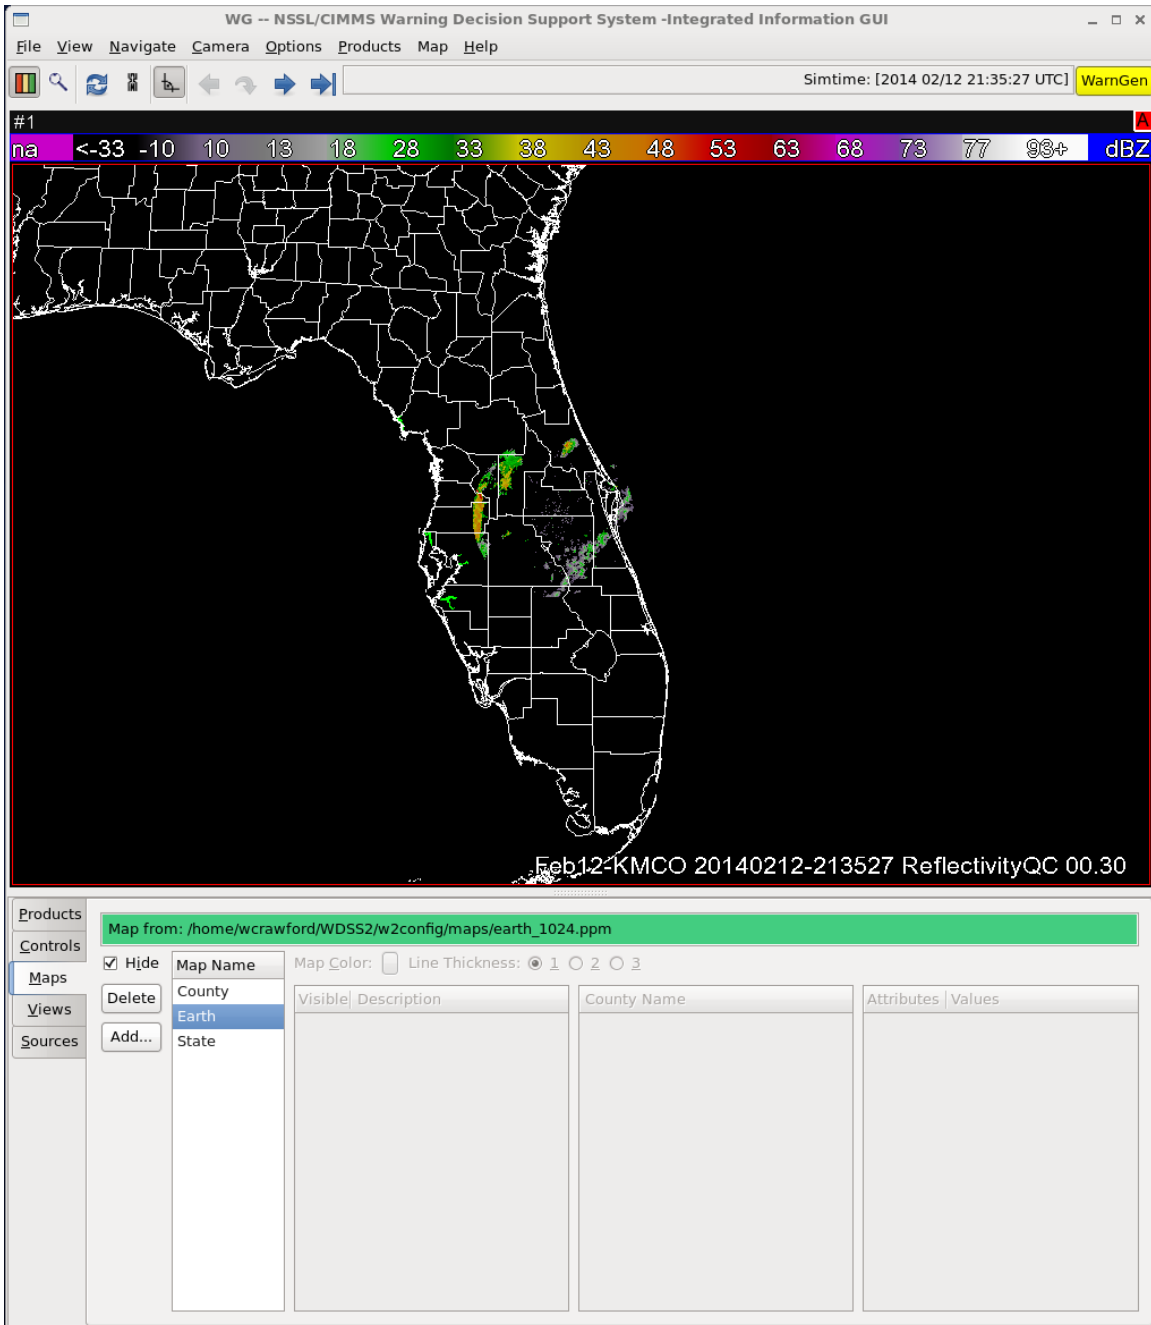 WG -- NSSL/CIMMS Warning Decision Support System -Integrated Information GUI
File View Navigate Camera Options Products Map Help
Simtime: [2014 02/12 21:35:27 UTC] WarnGen
#1 A
na <-33 -10 10 13 18 28 33 38 43 48 53 63 68 73 77 93+ dBZ
Feb12-KMCO 20140212-213527 ReflectivityQC 00.30
Products
Controls
Maps
Views
Sources
Map from: /home/wcrawford/WDSS2/w2config/maps/earth_1024.ppm
Hide
Delete
Add...
Map Name
County
Earth
State
Map Color: Line Thickness: 1 2 3
Visible Description
County Name
Attributes Values